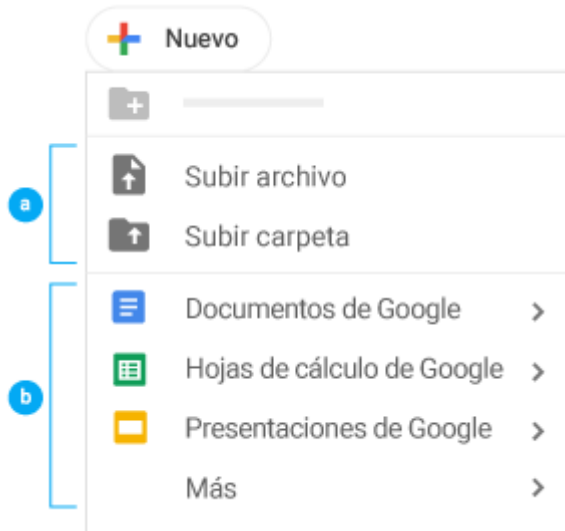 Nuevo
a
Subir archivo
Subir carpeta
b
Documentos de Google
Hojas de cálculo de Google
Presentaciones de Google
Más